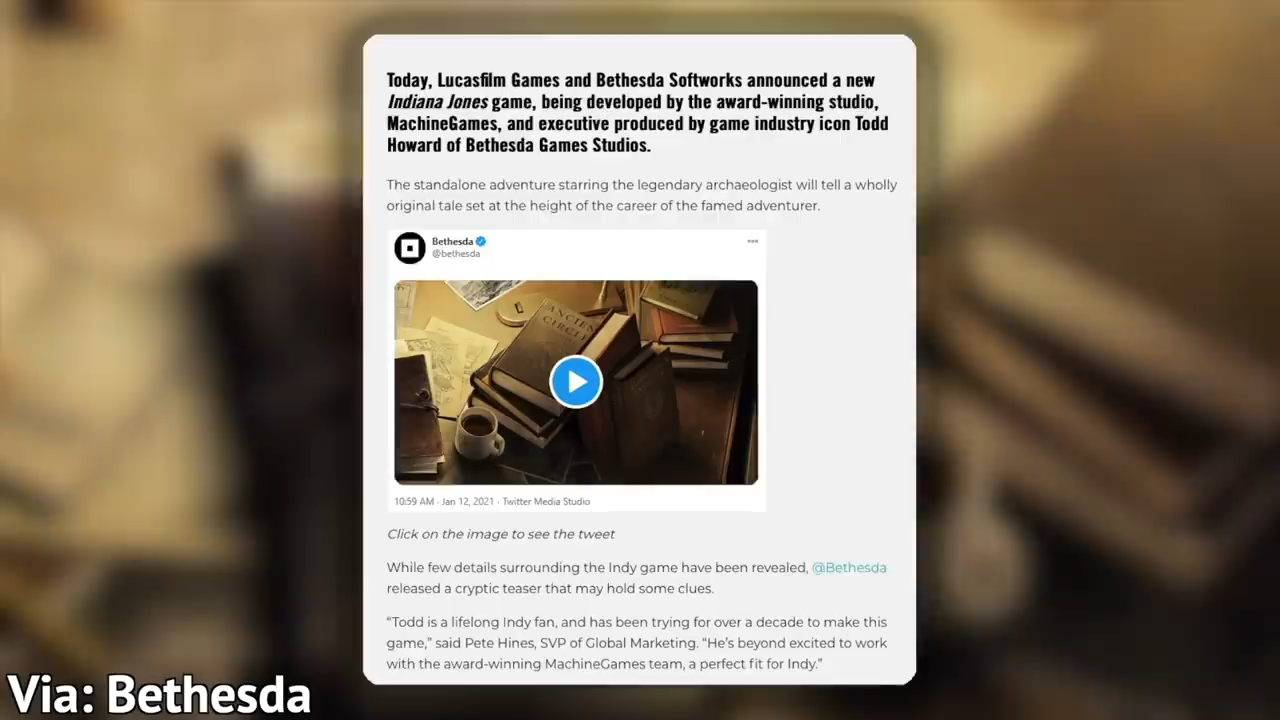 Today, Lucasfilm Games and Bethesda Softworks announced a new
Indiana Jones game, being developed by the award-winning studio,
MachineGames, and executive produced by game industry icon Todd
Howard of Bethesda Games Studios.
The standalone adventure starring the legendary archaeologist will tell a wholly
original tale set at the height of the career of the famed adventurer.
Bethesda
@bethesda
ANCIENT
10:59 AM · Jan 12, 2021 · Twitter Media Studio
Click on the image to see the tweet
While few details surrounding the Indy game have been revealed, @Bethesda
released a cryptic teaser that may hold some clues.
“Todd is a lifelong Indy fan, and has been trying for over a decade to make this
game,” said Pete Hines, SVP of Global Marketing. “He’s beyond excited to work
with the award-winning MachineGames team, a perfect fit for Indy.”
Via: Bethesda